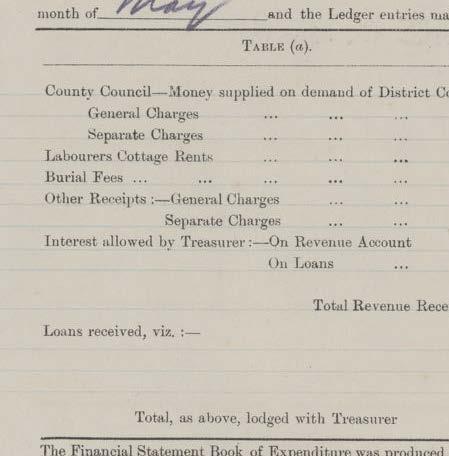 month of May and the Ledger entries ma
TABLE (a).
County Council—Money supplied on demand of District Co
General Charges ... ... ...
Separate Charges ... ... ...
Labourers Cottage Rents ... ... ...
Burial Fees ... ... ... ... ...
Other Receipts :—General Charges ... ...
Separate Charges ... ...
Interest allowed by Treasurer :—On Revenue Account
On Loans ...
Total Revenue Rece
Loans received, viz. :—
Total, as above, lodged with Treasurer
The Financial Statement Book of Expenditure was produced